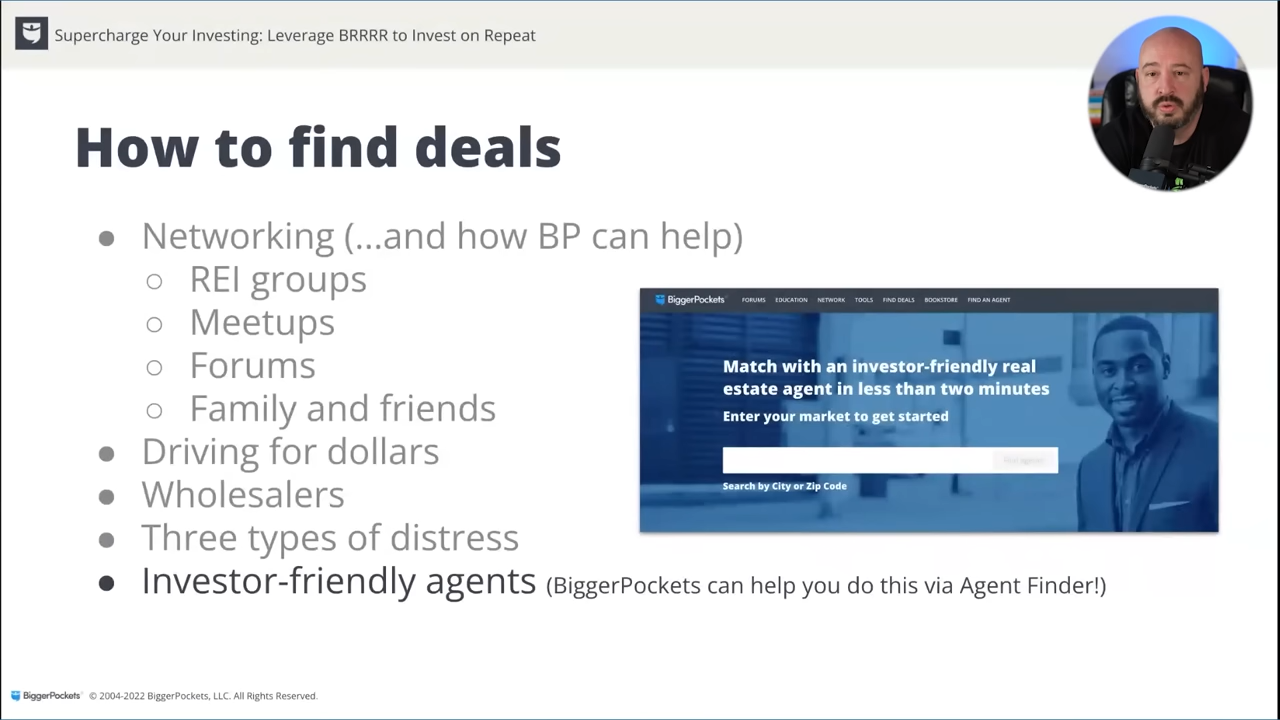 Supercharge Your Investing: Leverage BRRRR to Invest on Repeat
How to find deals
● Networking (...and how BP can help)
○ REI groups
○ Meetups
○ Forums
○ Family and friends
● Driving for dollars
● Wholesalers
● Three types of distress
● Investor-friendly agents (BiggerPockets can help you do this via Agent Finder!)
BiggerPockets FORUMS EDUCATION NETWORK TOOLS FIND DEALS BOOKSTORE FIND AN AGENT
Match with an investor-friendly real
estate agent in less than two minutes
Enter your market to get started
Search by City or Zip Code
BiggerPockets © 2004-2022 BiggerPockets, LLC. All Rights Reserved.